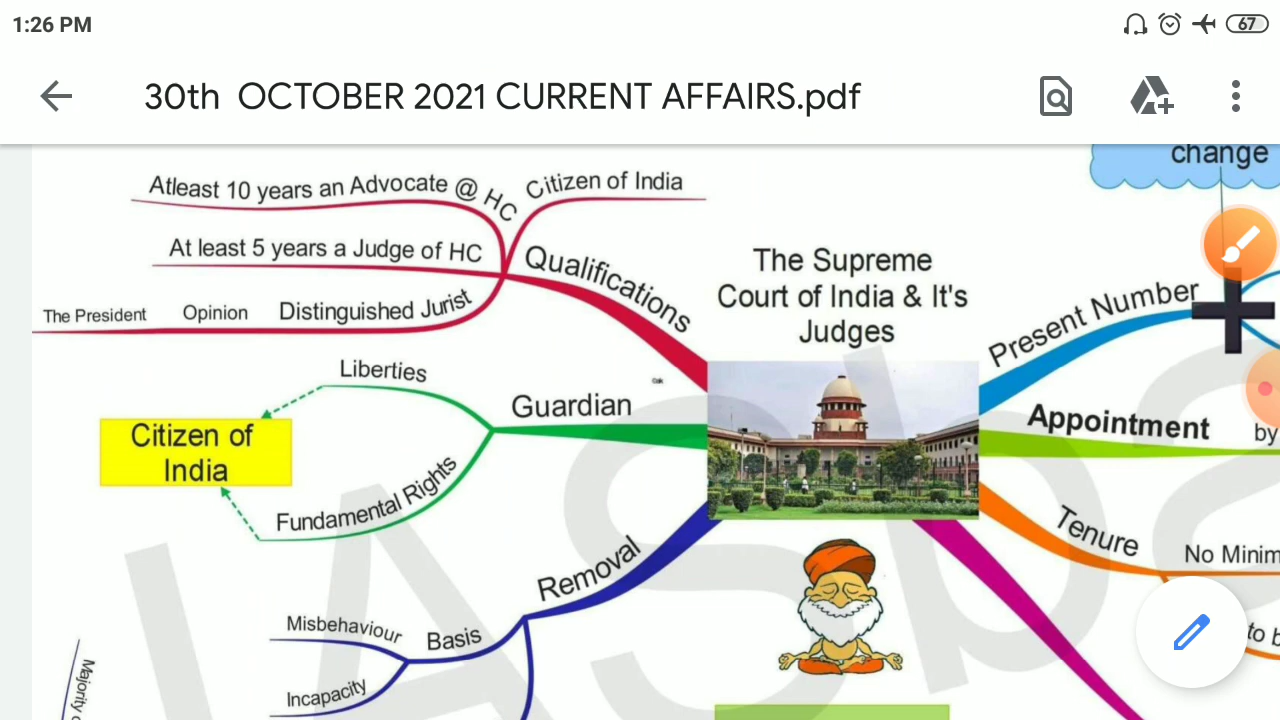 1:26 PM
67
30th OCTOBER 2021 CURRENT AFFAIRS.pdf
change
Atleast 10 years an Advocate @ HC
Citizen of India
At least 5 years a Judge of HC
Qualifications
The President Opinion Distinguished Jurist
The Supreme
Court of India & It's
Judges
Present Number
Liberties
Guardian
Citizen of
India
Fundamental Rights
Appointment by
Tenure
No Minim
to b
Removal
Misbehaviour
Basis
Incapacity
Majority